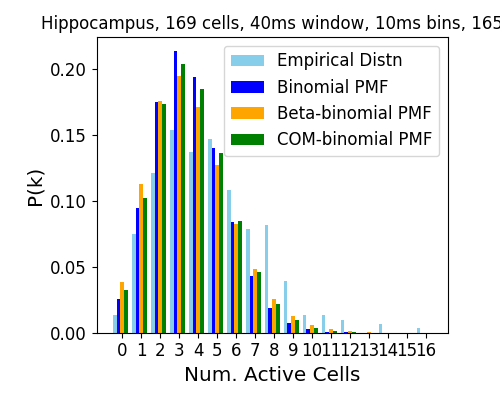 Hippocampus, 169 cells, 40ms window, 10ms bins, 165
Empirical Distn
Binomial PMF
Beta-binomial PMF
COM-binomial PMF
P(k)
0.20
0.15
0.10
0.05
0.00
0 1 2 3 4 5 6 7 8 9 10 11 12 13 14 15 16
Num. Active Cells